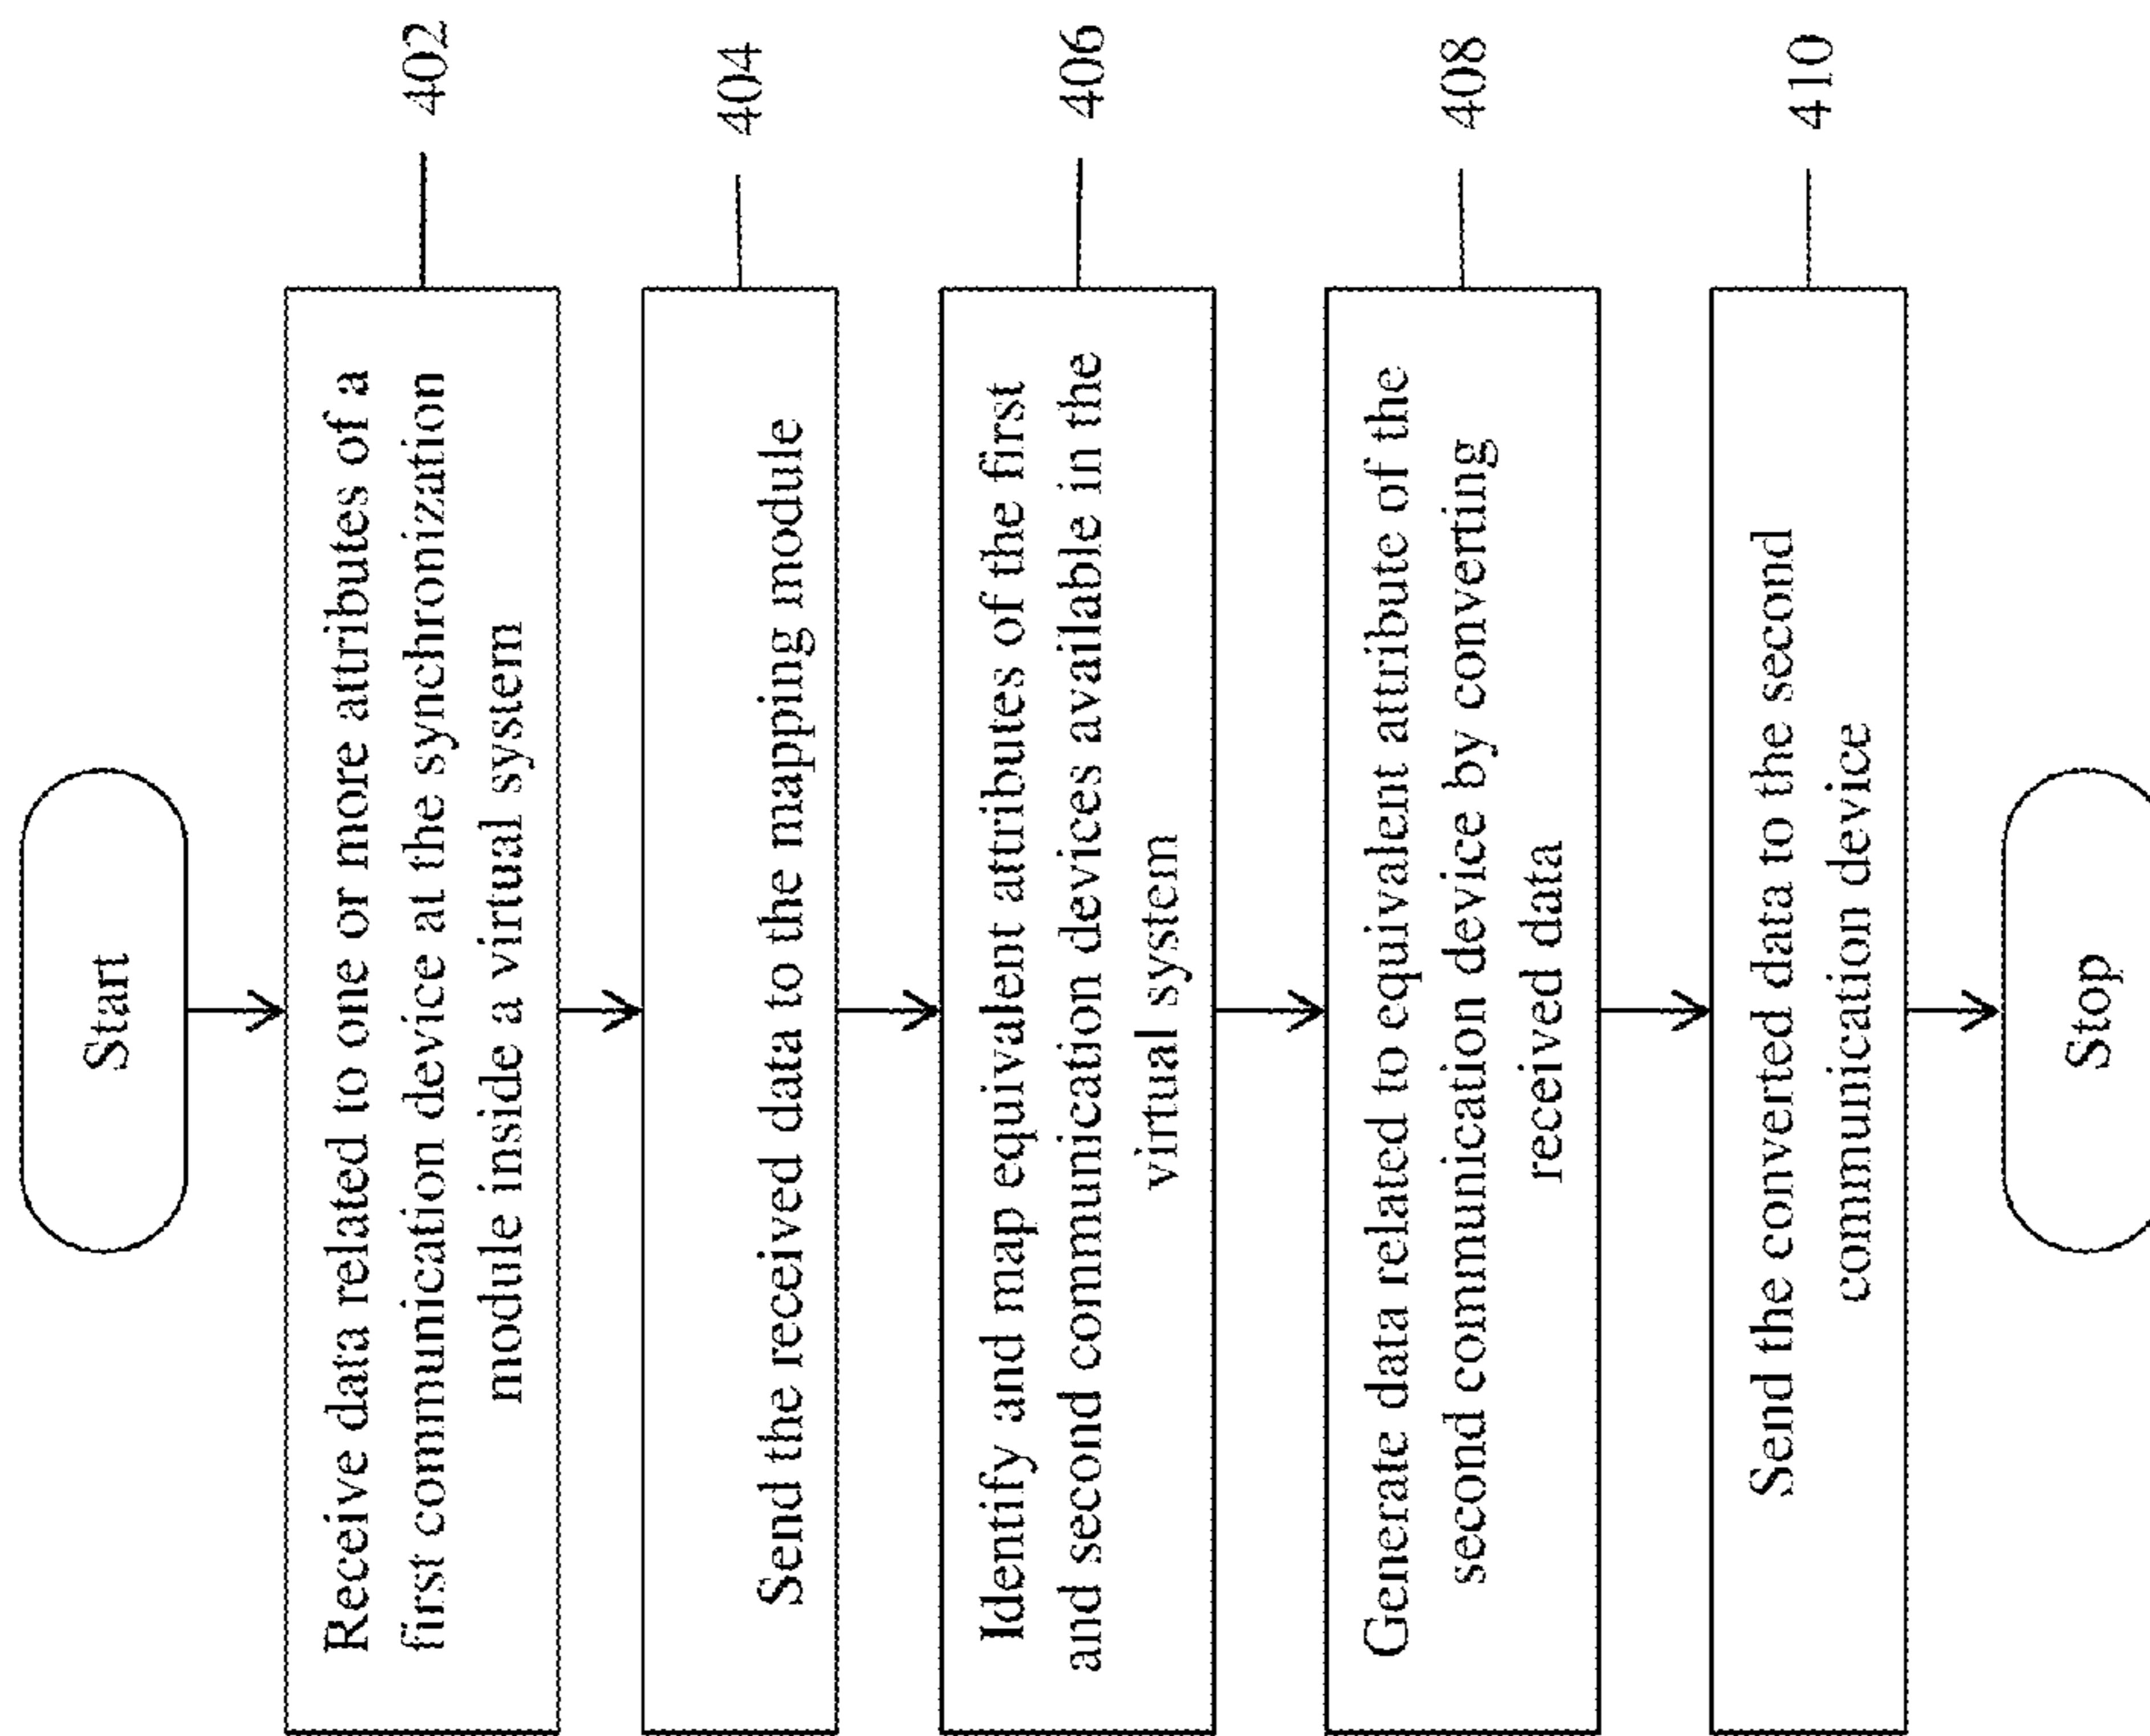 Start
Receive data related to one or more attributes of a
first communication device at the synchronization
module inside a virtual system
402
Send the received data to the mapping module
404
Identify and map equivalent attributes of the first
and second communication devices available in the
virtual system
406
Generate data related to equivalent attribute of the
second communication device by converting
received data
408
Send the converted data to the second
communication device
410
Stop